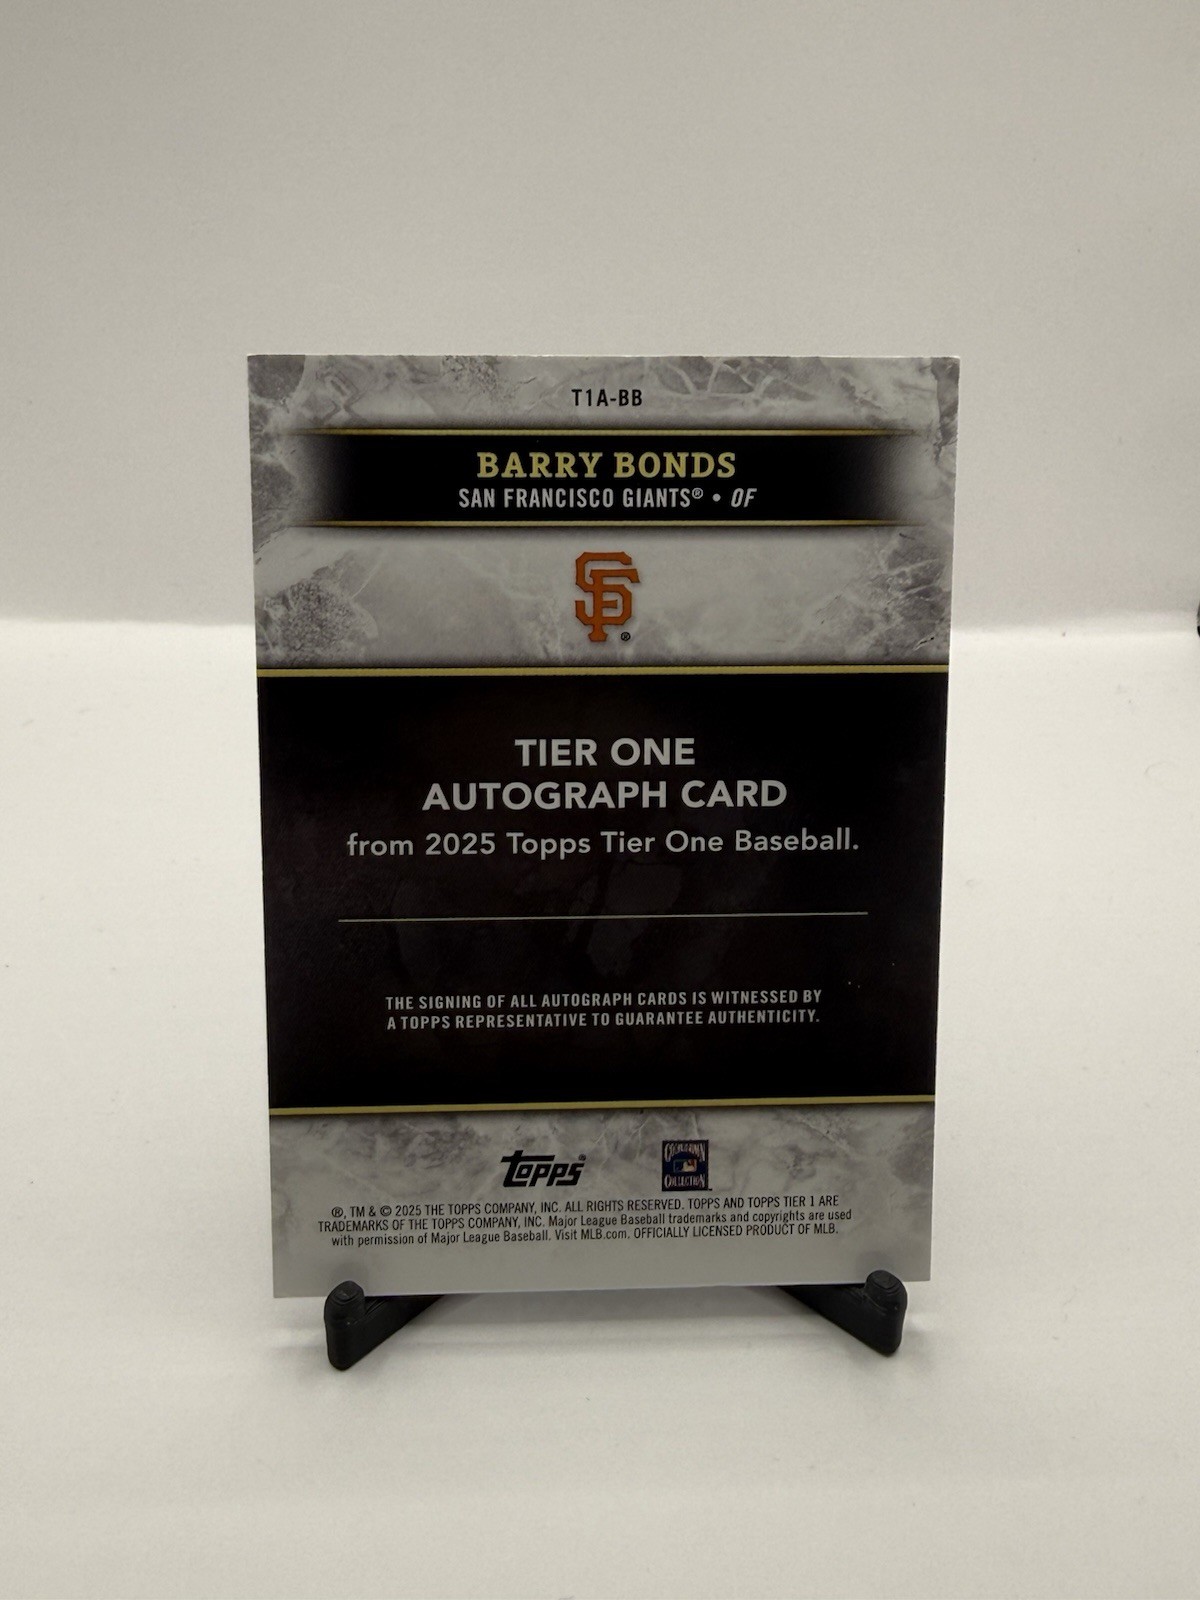 T1A-BB
BARRY BONDS
SAN FRANCISCO GIANTS® • OF
SF®
TIER ONE
AUTOGRAPH CARD
from 2025 Topps Tier One Baseball.
THE SIGNING OF ALL AUTOGRAPH CARDS IS WITNESSED BY
A TOPPS REPRESENTATIVE TO GUARANTEE AUTHENTICITY.
topps®
COOPERSTOWN
COLLECTION
®, TM & © 2025 THE TOPPS COMPANY, INC. ALL RIGHTS RESERVED. TOPPS AND TOPPS TIER 1 ARE
TRADEMARKS OF THE TOPPS COMPANY, INC. Major League Baseball trademarks and copyrights are used
with permission of Major League Baseball. Visit MLB.com. OFFICIALLY LICENSED PRODUCT OF MLB.